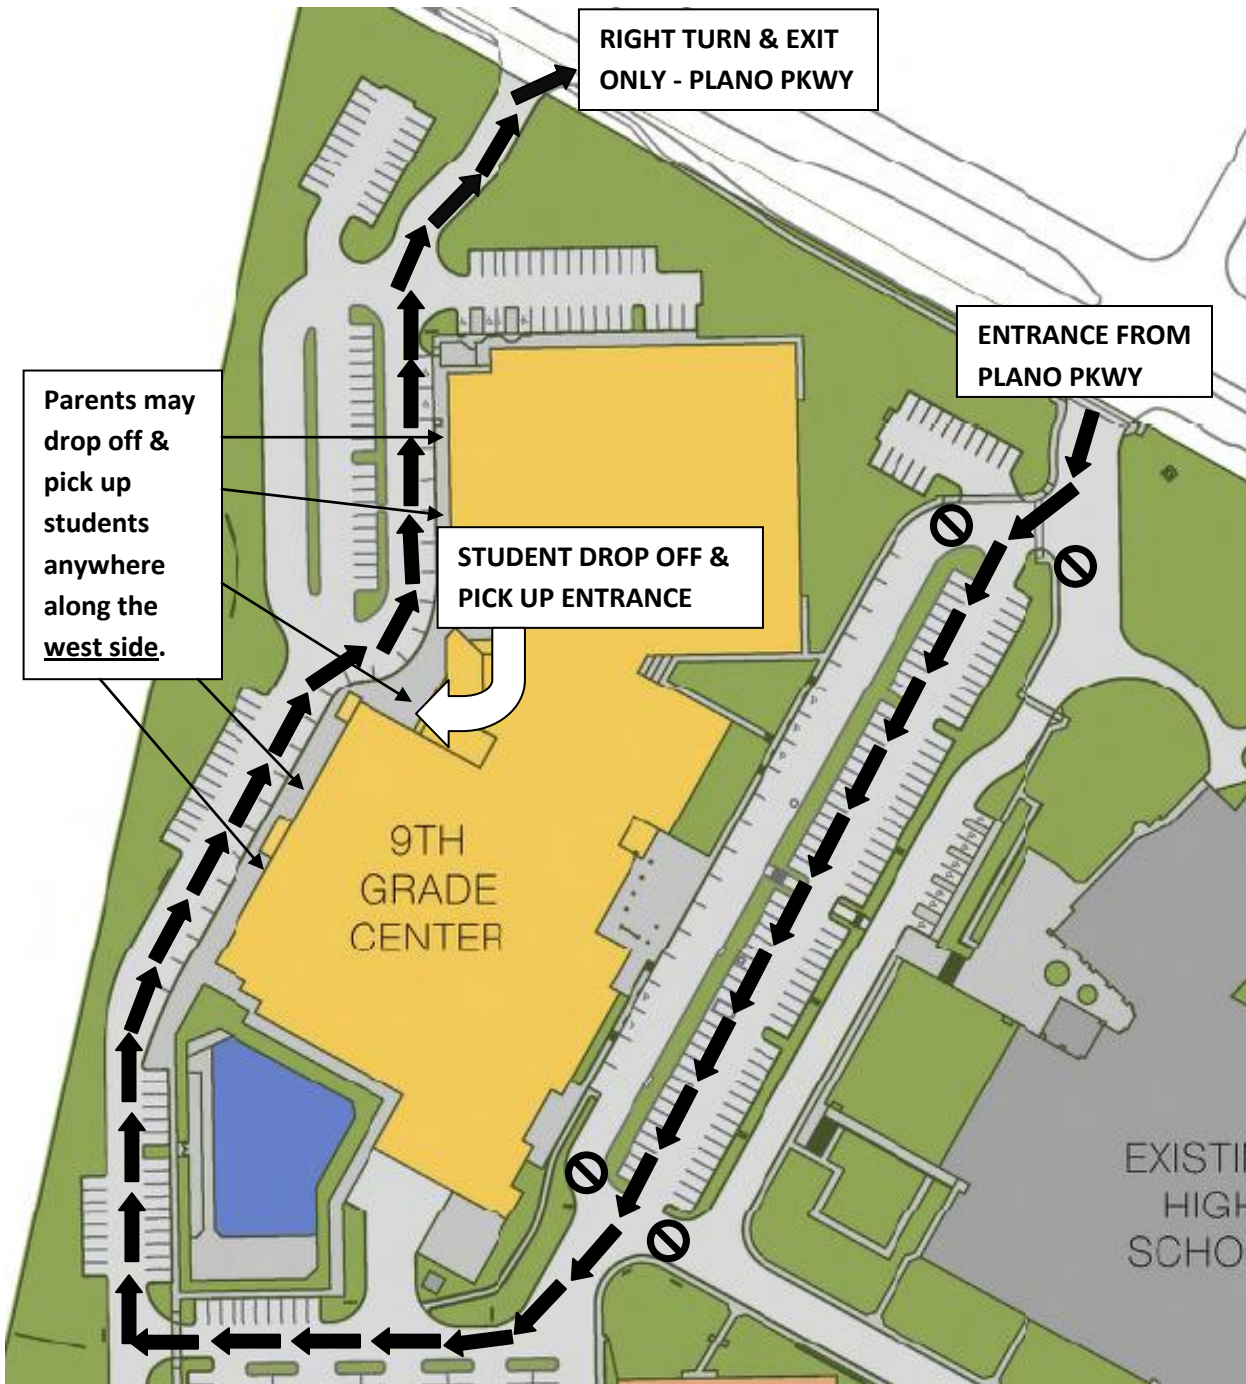 RIGHT TURN & EXIT
ONLY - PLANO PKWY
ENTRANCE FROM
PLANO PKWY
Parents may
drop off &
pick up
students
anywhere
along the
west side.
STUDENT DROP OFF &
PICK UP ENTRANCE
9TH
GRADE
CENTER
EXISTI
HIGH
SCHO